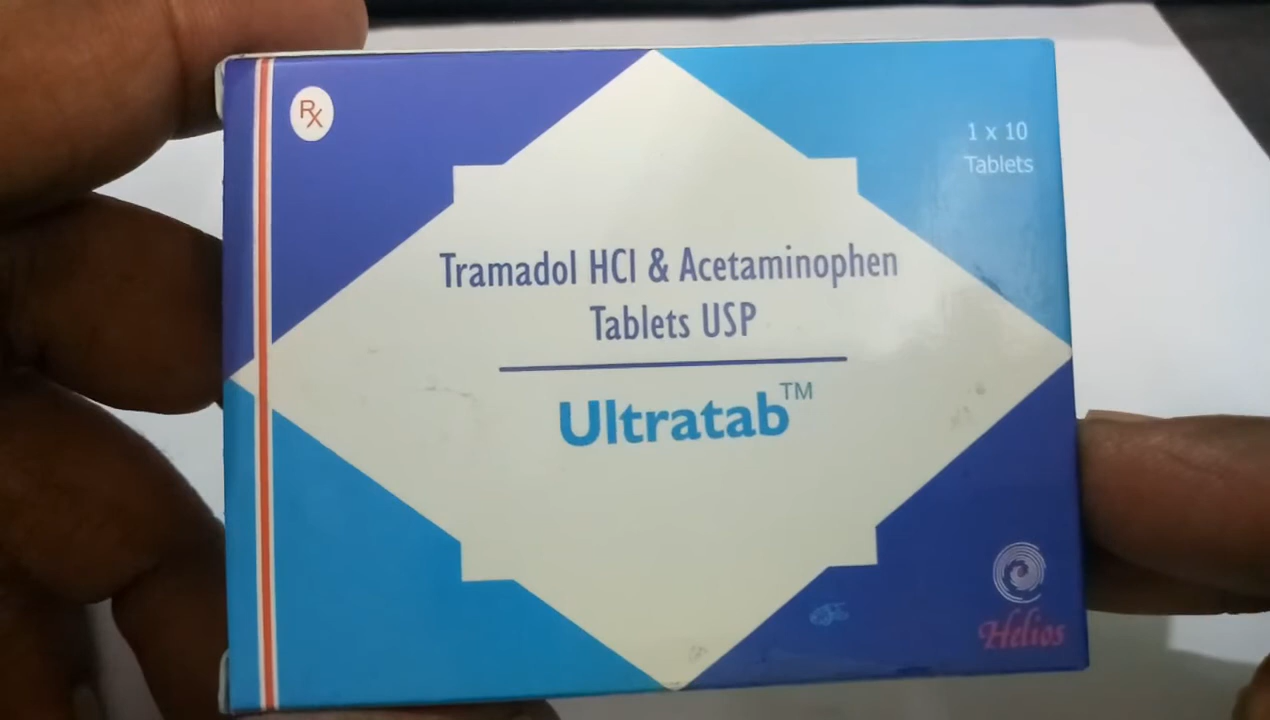 Rx
1 x 10
Tablets
Tramadol HCl & Acetaminophen
Tablets USP
Ultratab™
Helios